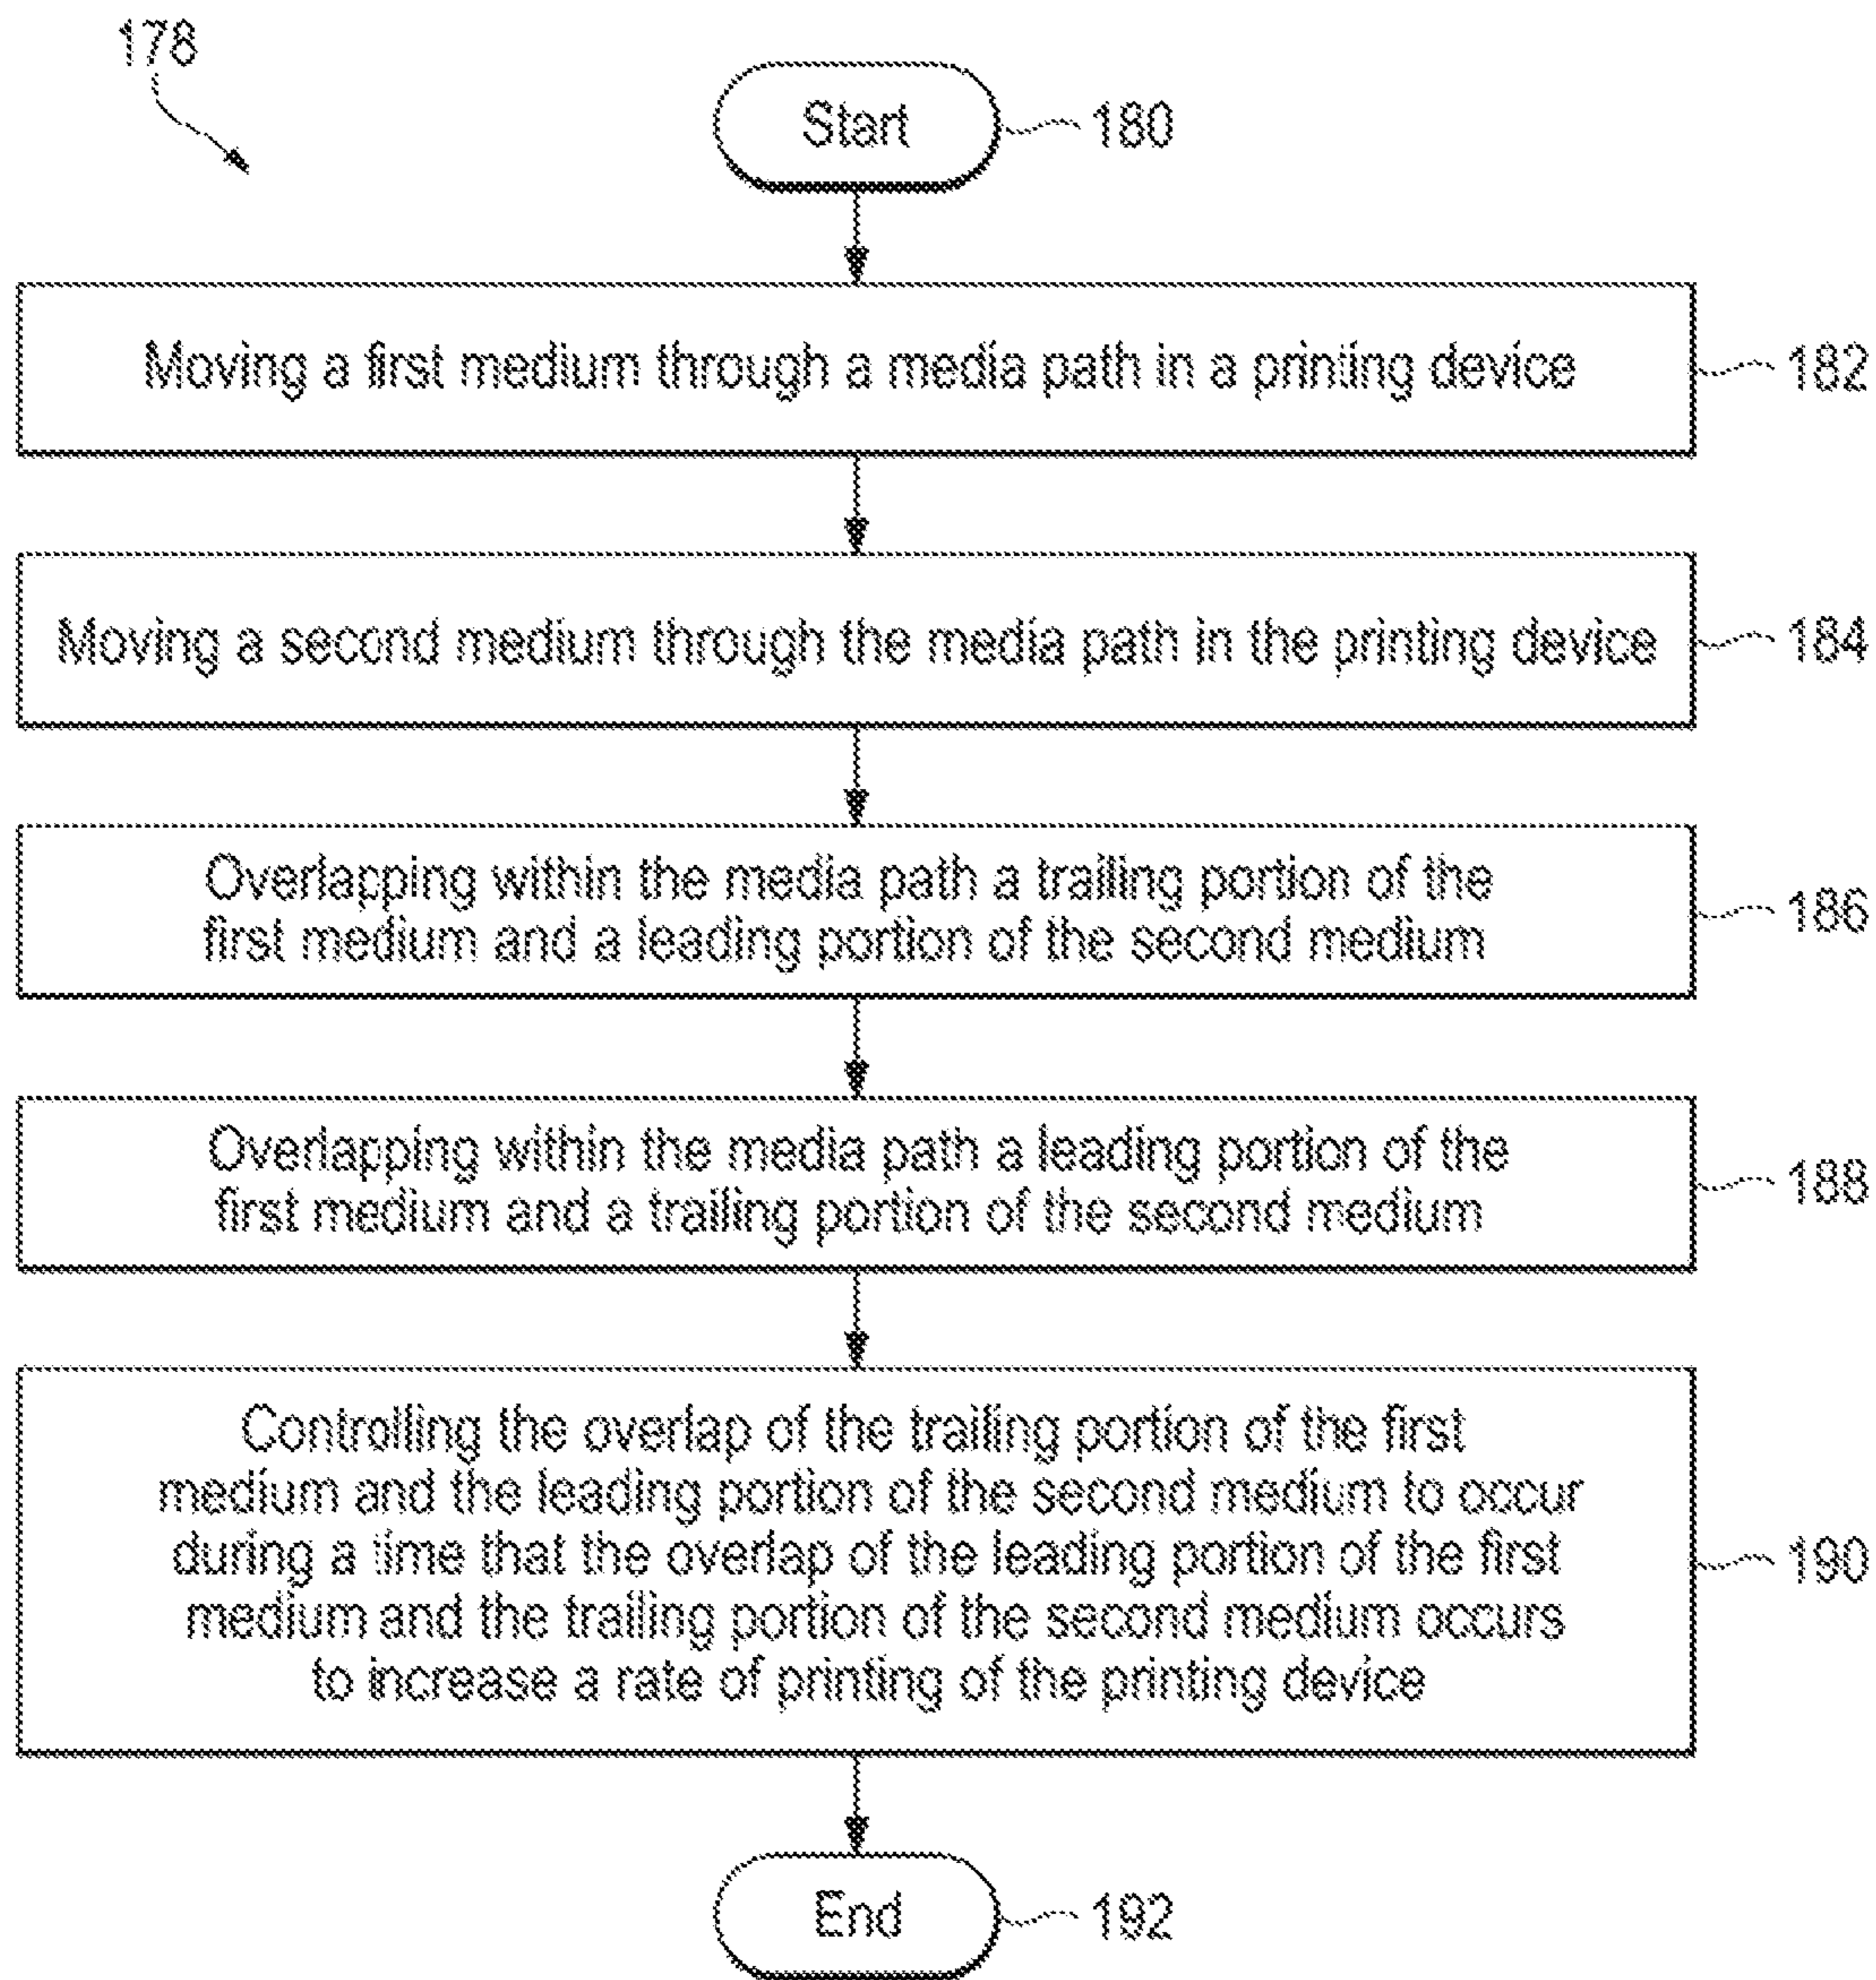 178
Start
180
Moving a first medium through a media path in a printing device
182
Moving a second medium through the media path in the printing device
184
Overlapping within the media path a trailing portion of the
first medium and a leading portion of the second medium
186
Overlapping within the media path a leading portion of the
first medium and a trailing portion of the second medium
188
Controlling the overlap of the trailing portion of the first
medium and the leading portion of the second medium to occur
during a time that the overlap of the leading portion of the first
medium and the trailing portion of the second medium occurs
to increase a rate of printing of the printing device
190
End
192